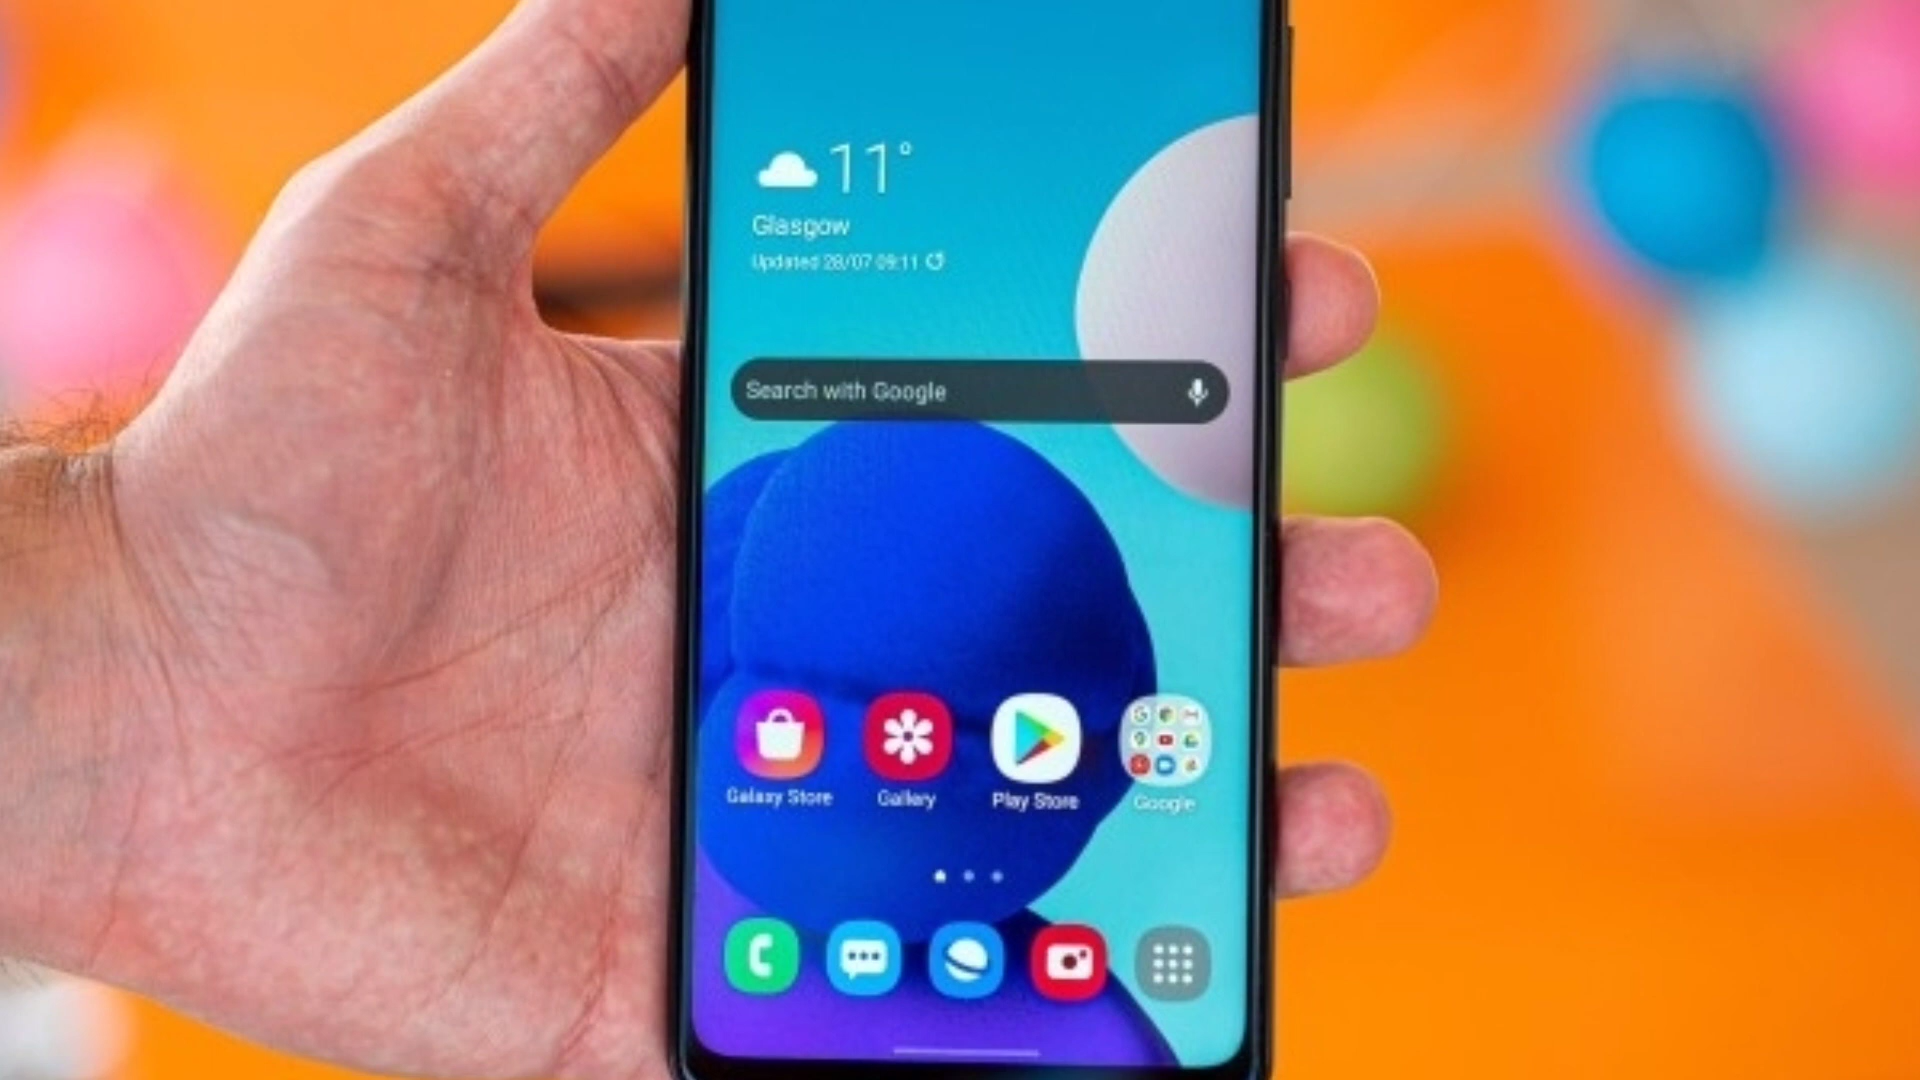 11°
Glasgow
Updated 28/07 09:11
Search with Google
Galaxy Store
Gallery
Play Store
Google